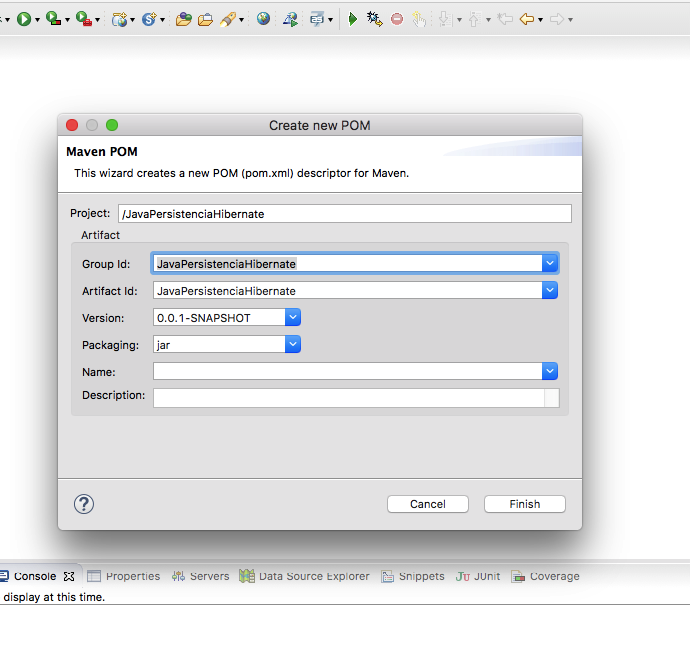 Create new POM
Maven POM
This wizard creates a new POM (pom.xml) descriptor for Maven.
Project: /JavaPersistenciaHibernate
Artifact
Group Id: JavaPersistenciaHibernate
Artifact Id: JavaPersistenciaHibernate
Version: 0.0.1-SNAPSHOT
Packaging: jar
Name:
Description:
? Cancel Finish
Console Properties Servers Data Source Explorer Snippets JUnit Coverage
display at this time.